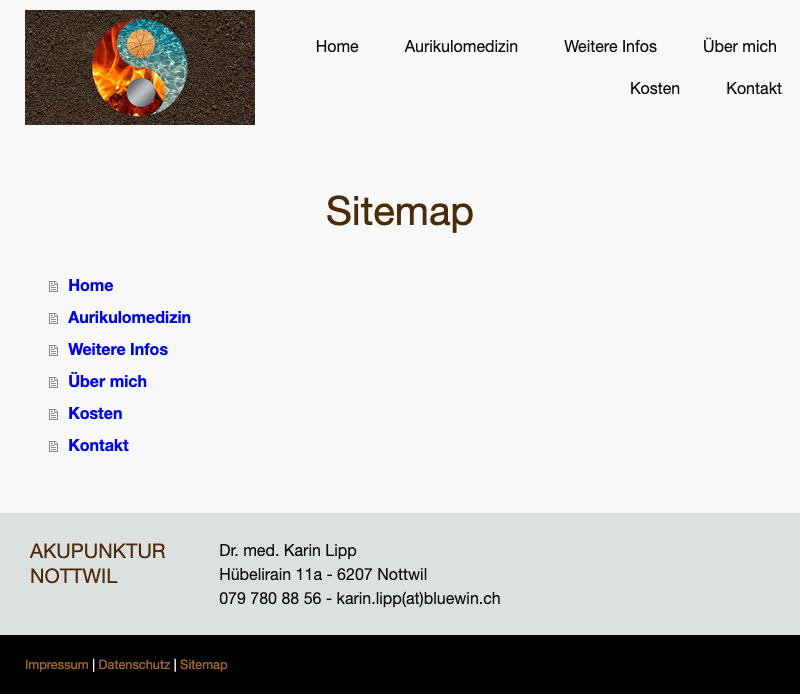 Home Aurikulomedizin Weitere Infos Über mich
Kosten Kontakt
Sitemap
Home
Aurikulomedizin
Weitere Infos
Über mich
Kosten
Kontakt
AKUPUNKTUR
NOTTWIL
Dr. med. Karin Lipp
Hübelirain 11a - 6207 Nottwil
079 780 88 56 - karin.lipp(at)bluewin.ch
Impressum | Datenschutz | Sitemap